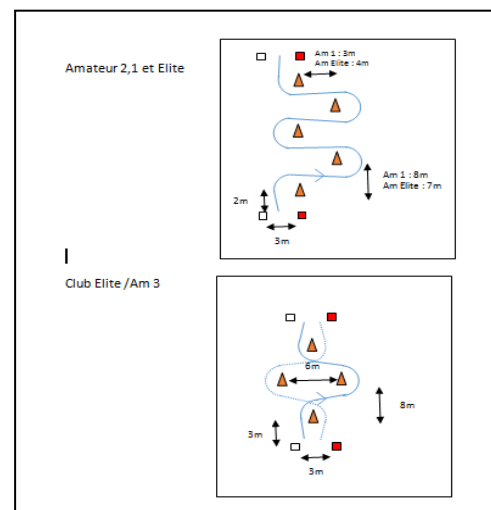 Amateur 2,1 et Elite
Am 1 : 3m
Am Elite : 4m
Am 1 : 8m
Am Elite : 7m
2m
3m
Club Elite /Am 3
6m
8m
3m
3m